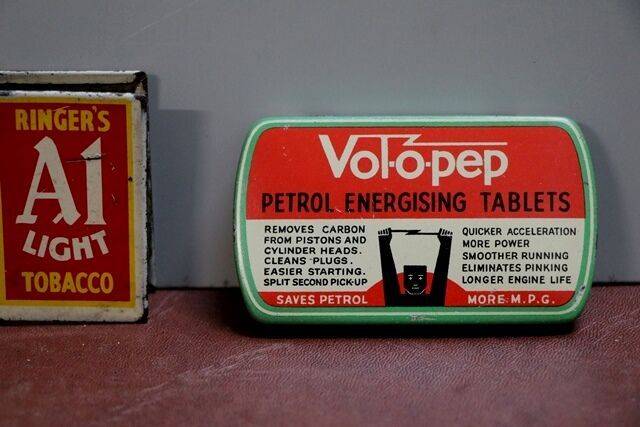 RINGER'S
A1
LIGHT
TOBACCO
Vol-o-pep
PETROL ENERGISING TABLETS
REMOVES CARBON
FROM PISTONS AND
CYLINDER HEADS.
CLEANS PLUGS.
EASIER STARTING.
SPLIT SECOND PICK-UP
QUICKER ACCELERATION
MORE POWER
SMOOTHER RUNNING
ELIMINATES PINKING
LONGER ENGINE LIFE
SAVES PETROL
MORE M.P.G.